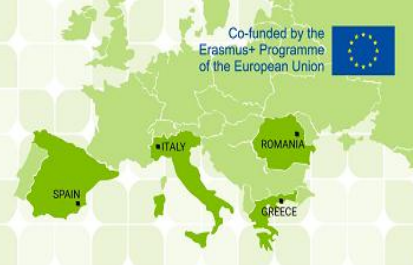 Co-funded by the
Erasmus+ Programme
of the European Union
ITALY
ROMANIA
SPAIN
GREECE